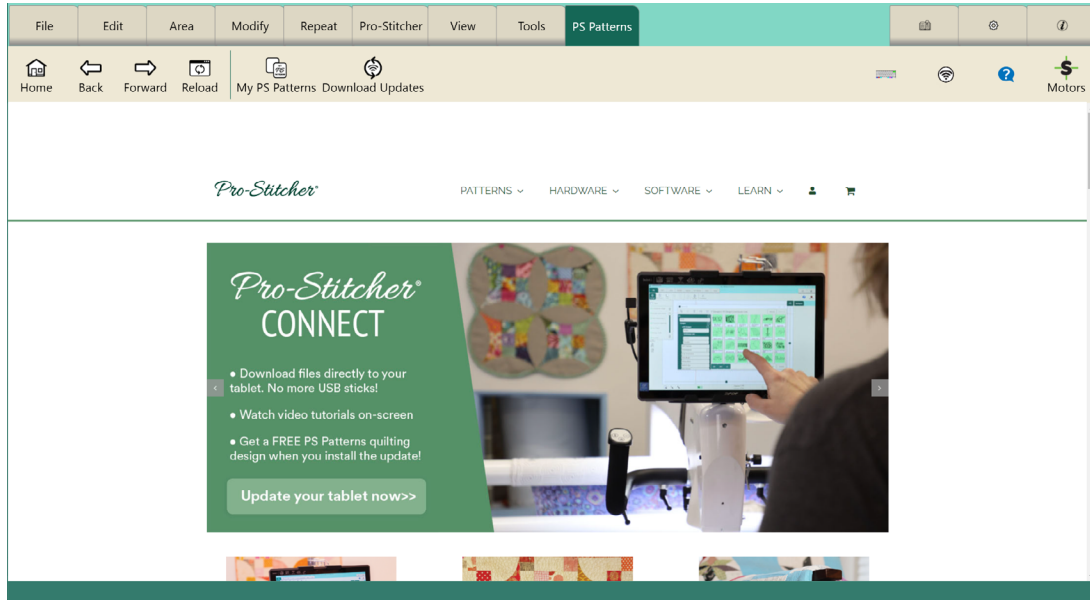 File Edit Area Modify Repeat Pro-Stitcher View Tools PS Patterns
Home Back Forward Reload My PS Patterns Download Updates Motors
Pro-Stitcher®
PATTERNS HARDWARE SOFTWARE LEARN
Pro-Stitcher®
CONNECT
• Download files directly to your
tablet. No more USB sticks!
• Watch video tutorials on-screen
• Get a FREE PS Patterns quilting
design when you install the update!
Update your tablet now>>